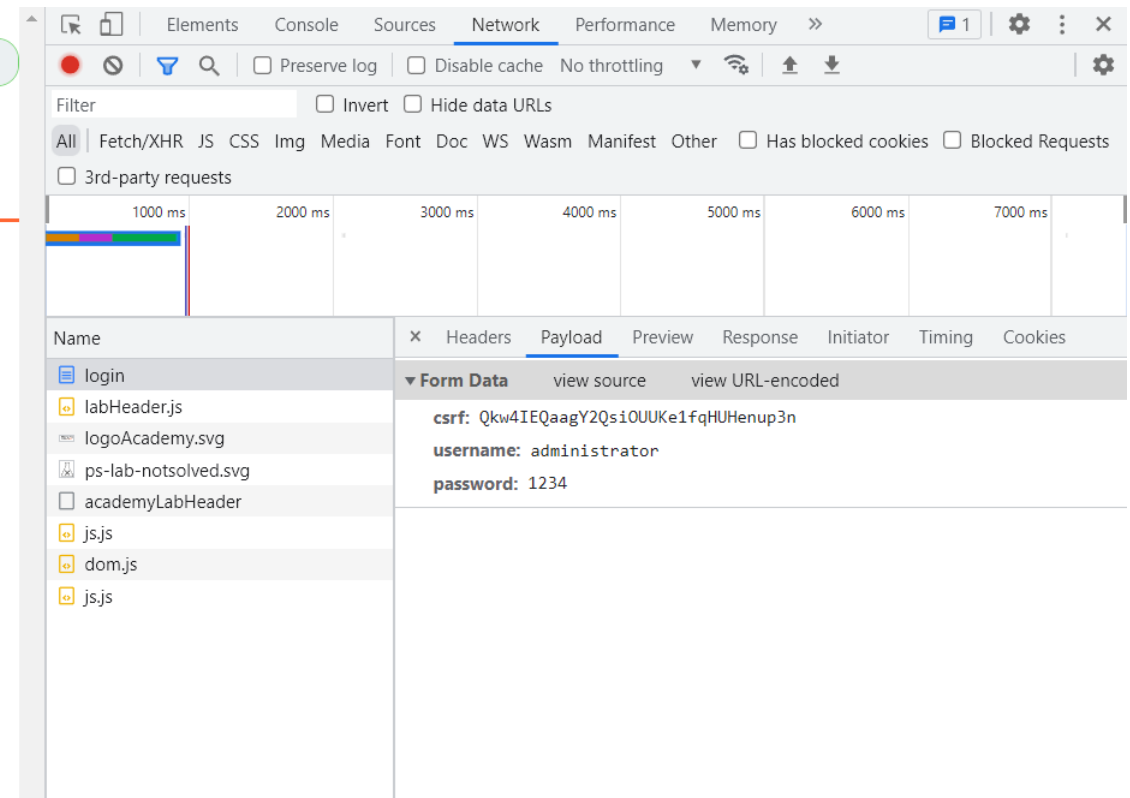 Elements Console Sources Network Performance Memory » 1
Preserve log Disable cache No throttling
Filter Invert Hide data URLs
All Fetch/XHR JS CSS Img Media Font Doc WS Wasm Manifest Other Has blocked cookies Blocked Requests
3rd-party requests
1000 ms 2000 ms 3000 ms 4000 ms 5000 ms 6000 ms 7000 ms
Name × Headers Payload Preview Response Initiator Timing Cookies
login
labHeader.js
logoAcademy.svg
ps-lab-notsolved.svg
academyLabHeader
js.js
dom.js
js.js
Form Data view source view URL-encoded
csrf: Qkw4IEQaagY2QsiOUUKe1fqHUHenup3n
username: administrator
password: 1234